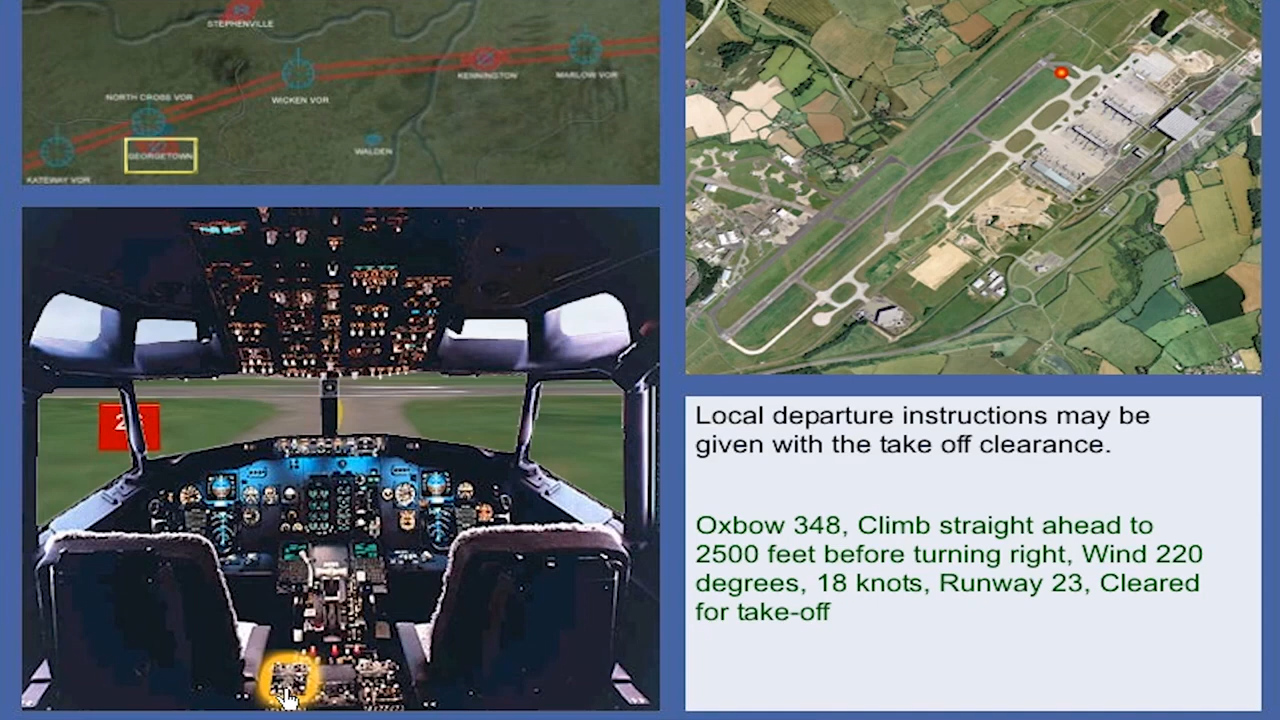 STEPHENVILLE
KENNINGTON
MARLOW VOR
NORTH CROSS VOR
WICKEN VOR
GEORGETOWN
WALDEN
KATEWAY VOR
Local departure instructions may be
given with the take off clearance.
Oxbow 348, Climb straight ahead to
2500 feet before turning right, Wind 220
degrees, 18 knots, Runway 23, Cleared
for take-off